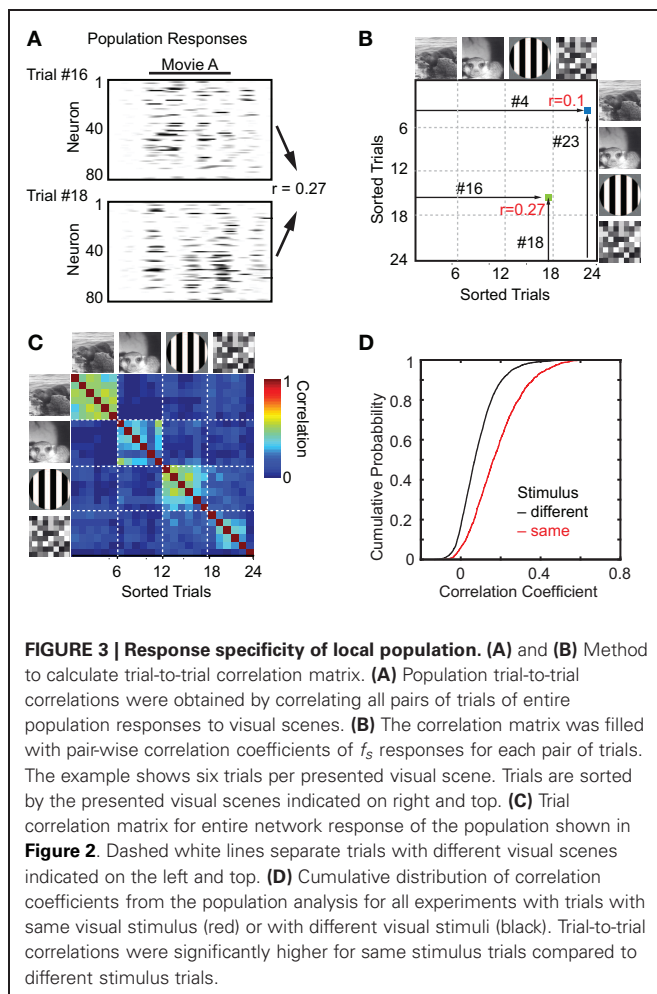 A
Population Responses
Movie A
Trial #16
1
40
80
Neuron
r = 0.27
Trial #18
1
40
80
Neuron
B
#4
r=0.1
#23
#16
r=0.27
#18
6
12
18
24
Sorted Trials
6
12
18
24
Sorted Trials
C
1
0
Correlation
6
12
18
24
Sorted Trials
D
1
0.8
0.6
0.4
0.2
0
Cumulative Probabbility
Stimulus
– different
– same
0
0.4
0.8
Correlation Coefficient
FIGURE 3 | Response specificity of local population. (A) and (B) Method
to calculate trial-to-trial correlation matrix. (A) Population trial-to-trial
correlations were obtained by correlating all pairs of trials of entire
population responses to visual scenes. (B) The correlation matrix was filled
with pair-wise correlation coefficients of fs responses for each pair of trials.
The example shows six trials per presented visual scene. Trials are sorted
by the presented visual scenes indicated on right and top. (C) Trial
correlation matrix for entire network response of the population shown in
Figure 2. Dashed white lines separate trials with different visual scenes
indicated on the left and top. (D) Cumulative distribution of correlation
coefficients from the population analysis for all experiments with trials with
same visual stimulus (red) or with different visual stimuli (black). Trial-to-trial
correlations were significantly higher for same stimulus trials compared to
different stimulus trials.